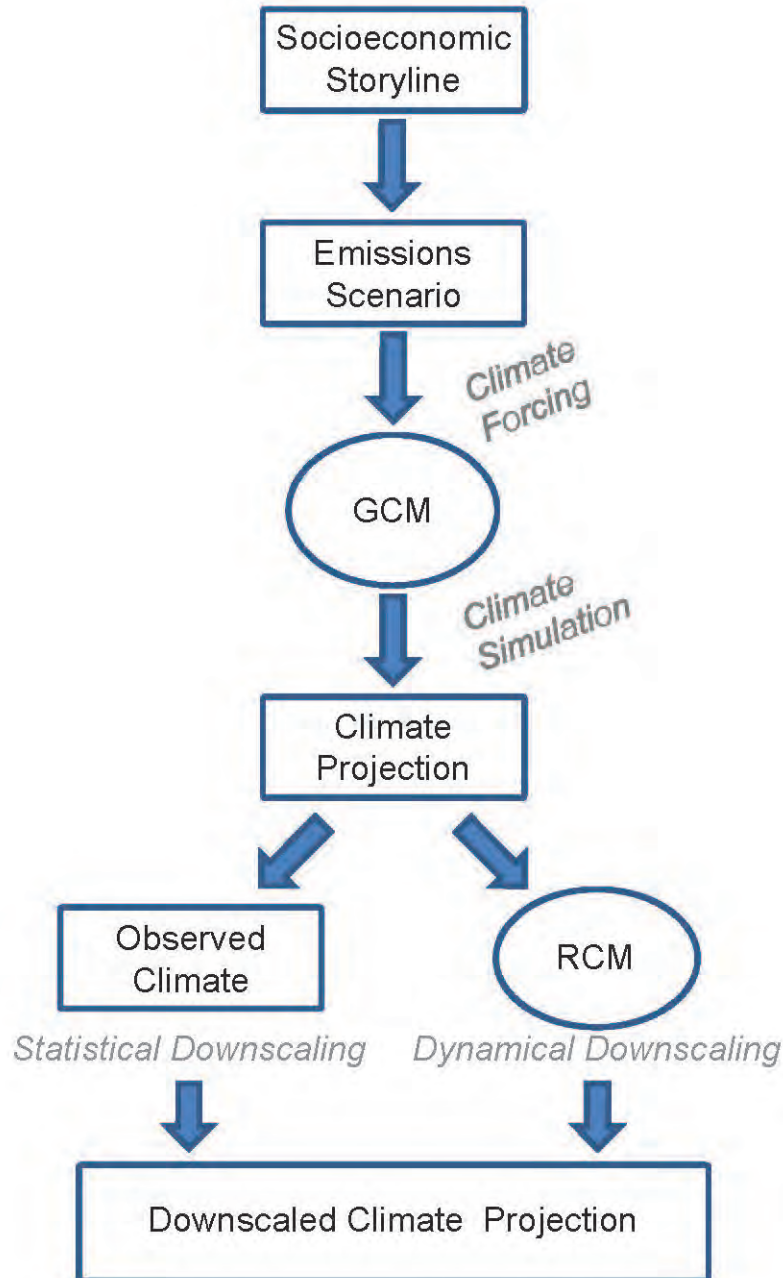 Socioeconomic
Storyline
Emissions
Scenario
Climate
Forcing
GCM
Climate
Simulation
Climate
Projection
Observed
Climate
RCM
Statistical Downscaling
Dynamical Downscaling
Downscaled Climate Projection